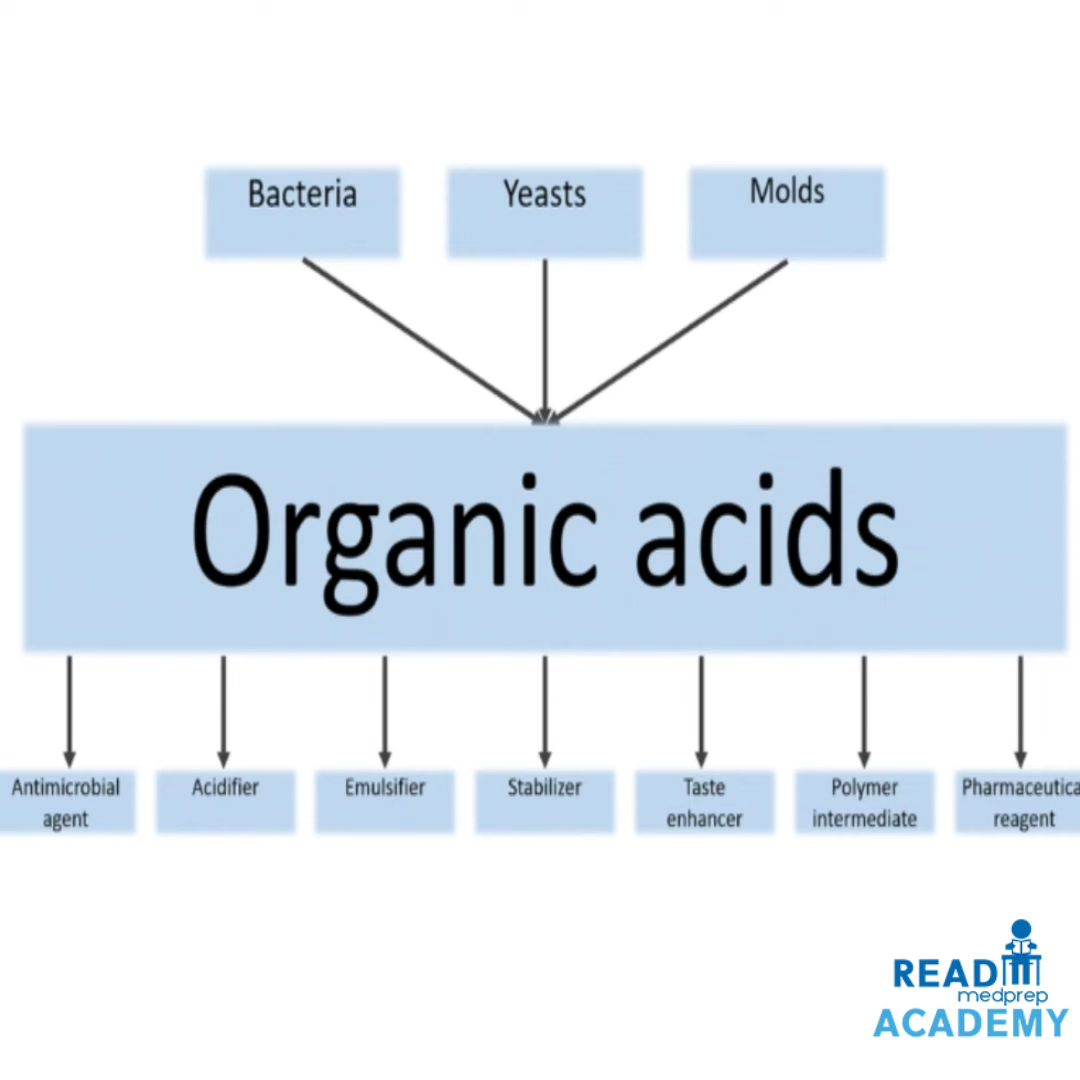 Bacteria
Yeasts
Molds
Organic acids
Antimicrobial
agent
Acidifier
Emulsifier
Stabilizer
Taste
enhancer
Polymer
intermediate
Pharmaceutica
reagent
READ
medprep
ACADEMY